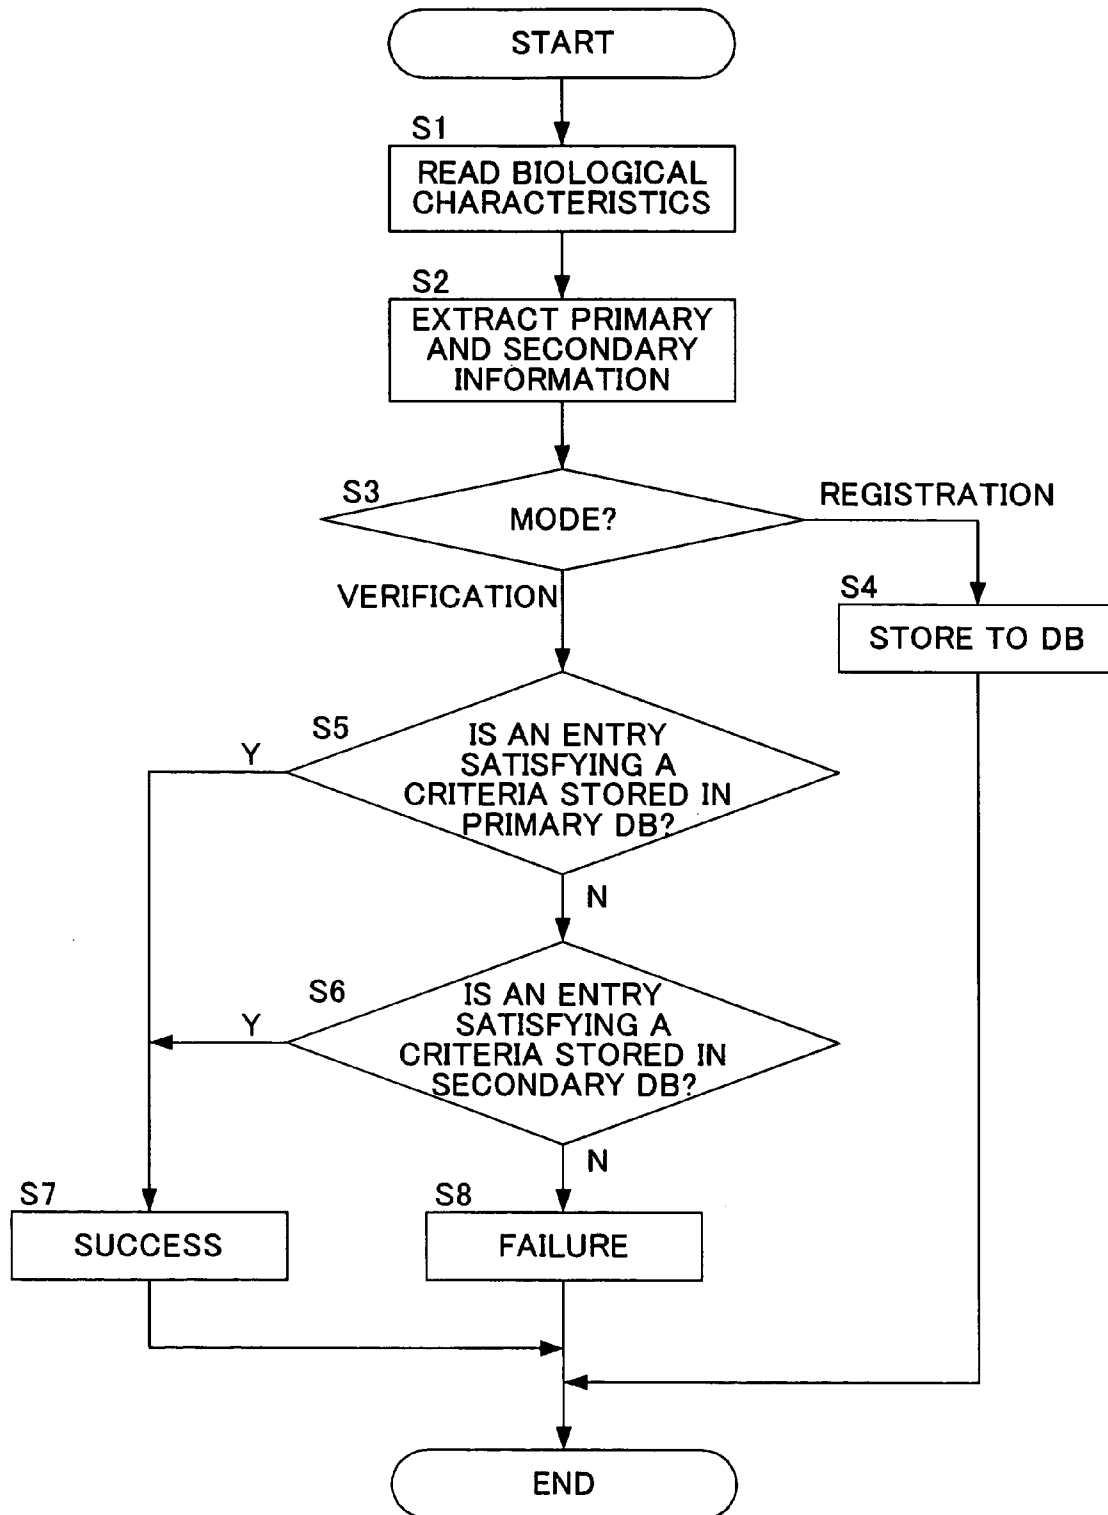 START
S1
READ BIOLOGICAL
CHARACTERISTICS
S2
EXTRACT PRIMARY
AND SECONDARY
INFORMATION
S3
MODE?
REGISTRATION
VERIFICATION
S4
STORE TO DB
S5
Y
IS AN ENTRY
SATISFYING A
CRITERIA STORED IN
PRIMARY DB?
N
S6
Y
IS AN ENTRY
SATISFYING A
CRITERIA STORED IN
SECONDARY DB?
N
S7
SUCCESS
S8
FAILURE
END